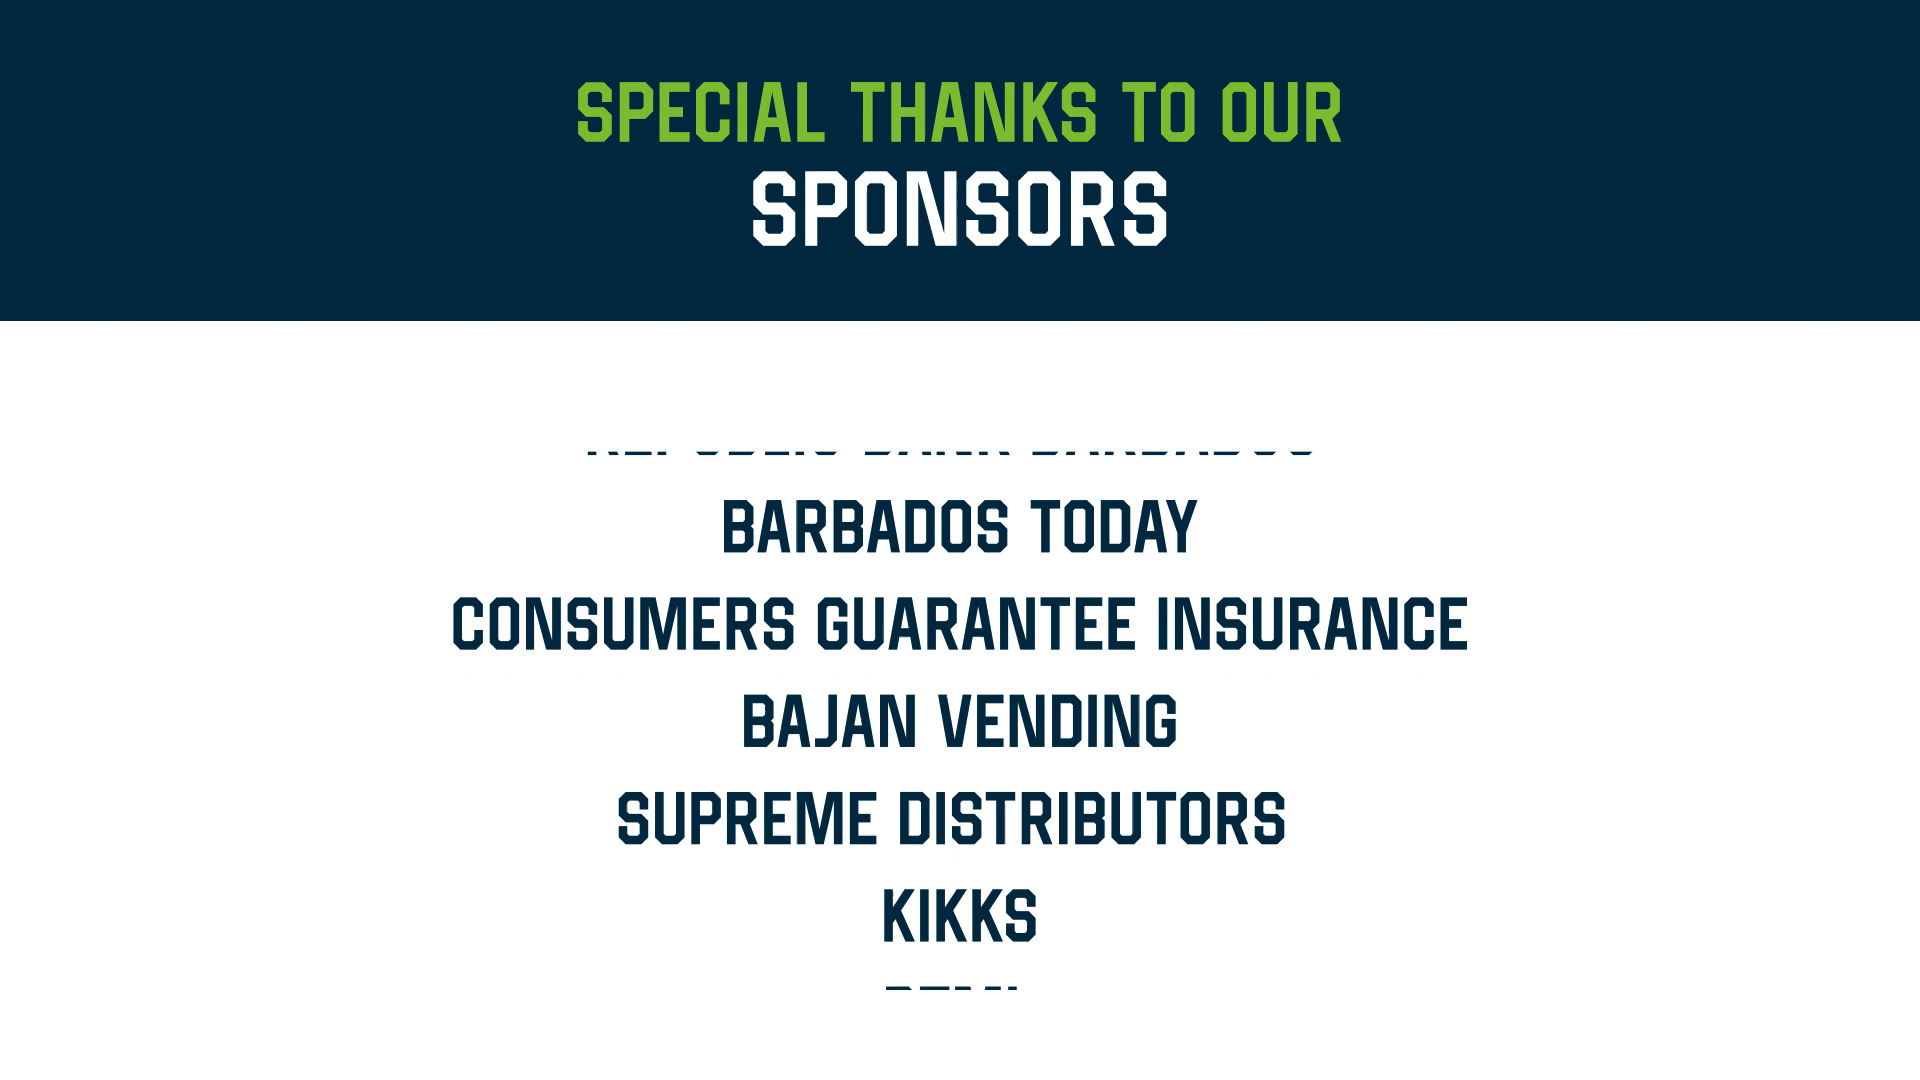 SPECIAL THANKS TO OUR
SPONSORS
BARBADOS TODAY
CONSUMERS GUARANTEE INSURANCE
BAJAN VENDING
SUPREME DISTRIBUTORS
KIKKS